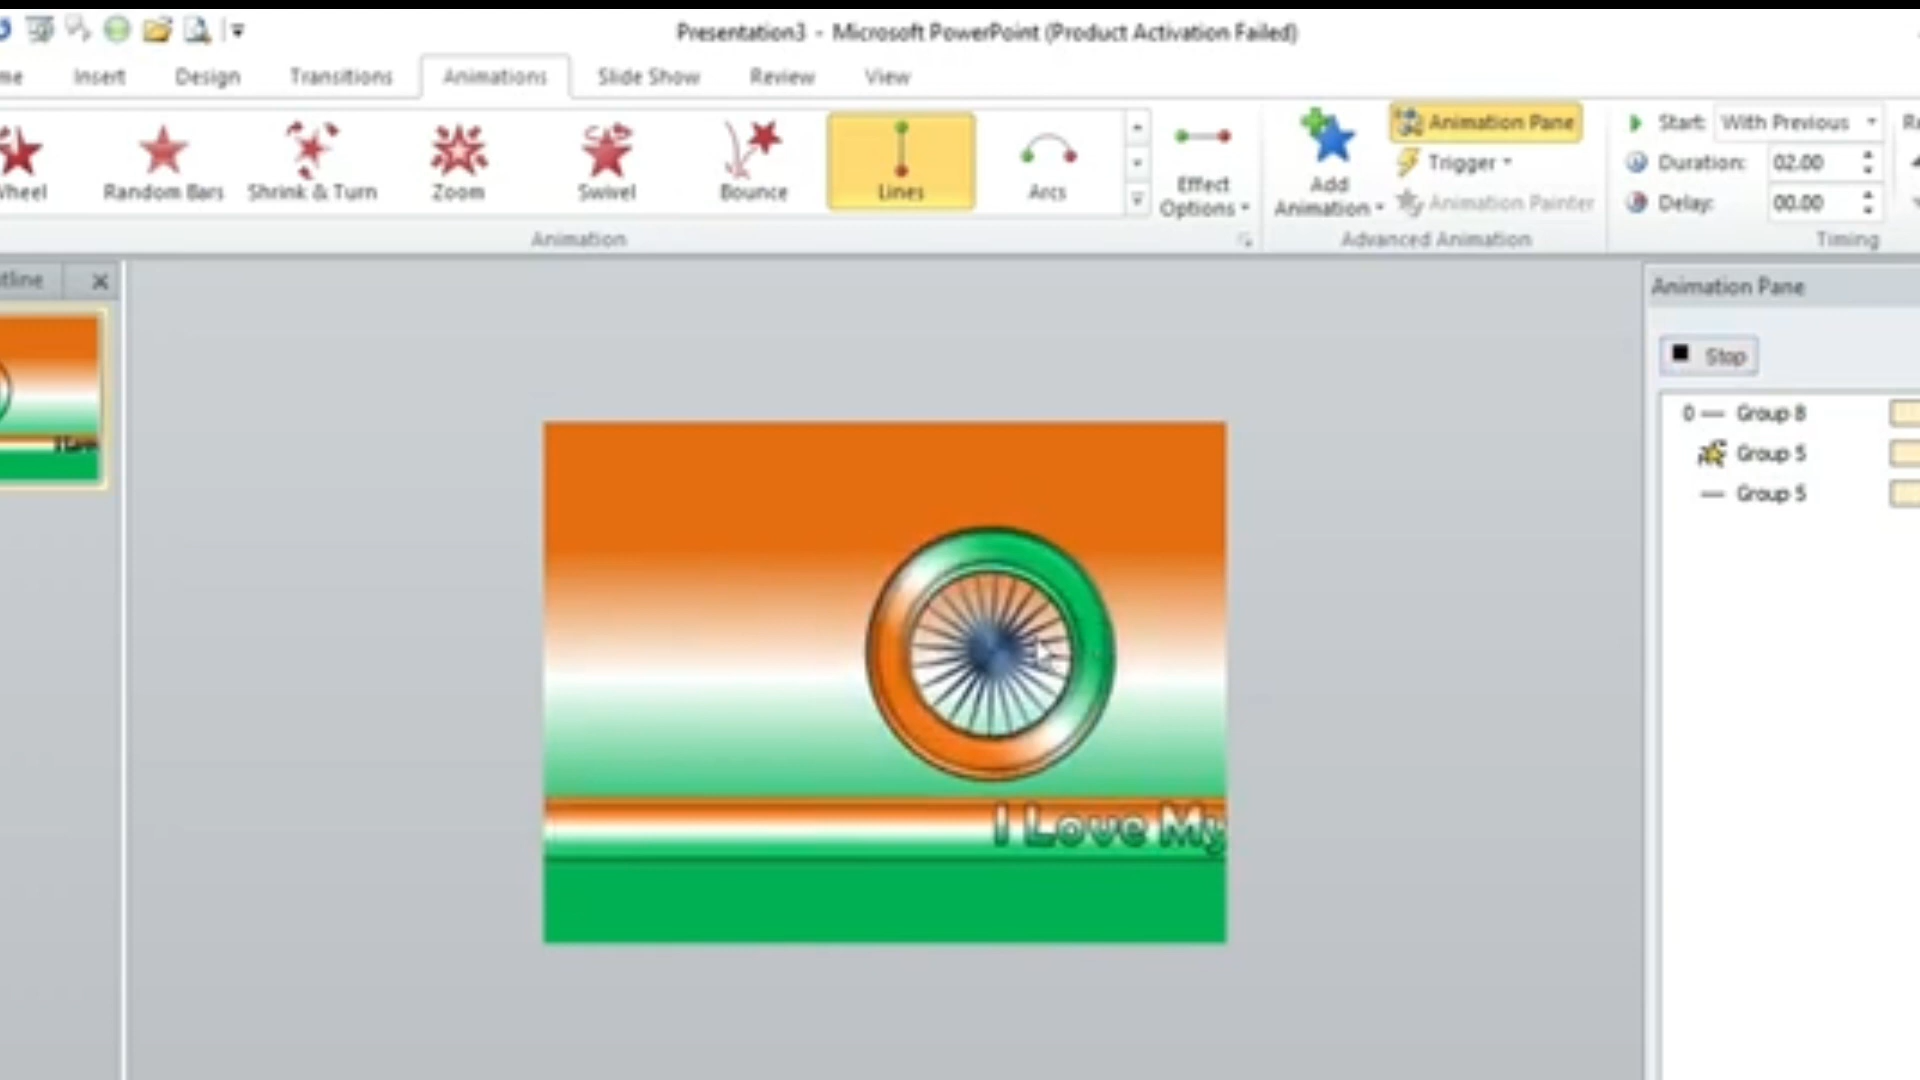 Presentation3 - Microsoft PowerPoint (Product Activation Failed)
me Insert Design Transitions Animations Slide Show Review View
Wheel Random Bars Shrink & Turn Zoom Swivel Bounce Lines Arcs
Effect Options
Add Animation
Animation Pane
Trigger
Animation Painter
Start: With Previous
Duration: 02.00
Delay: 00.00
Animation
Advanced Animation
Timing
tline
Animation Pane
Stop
0 Group 8
Group 5
Group 5
I Love My